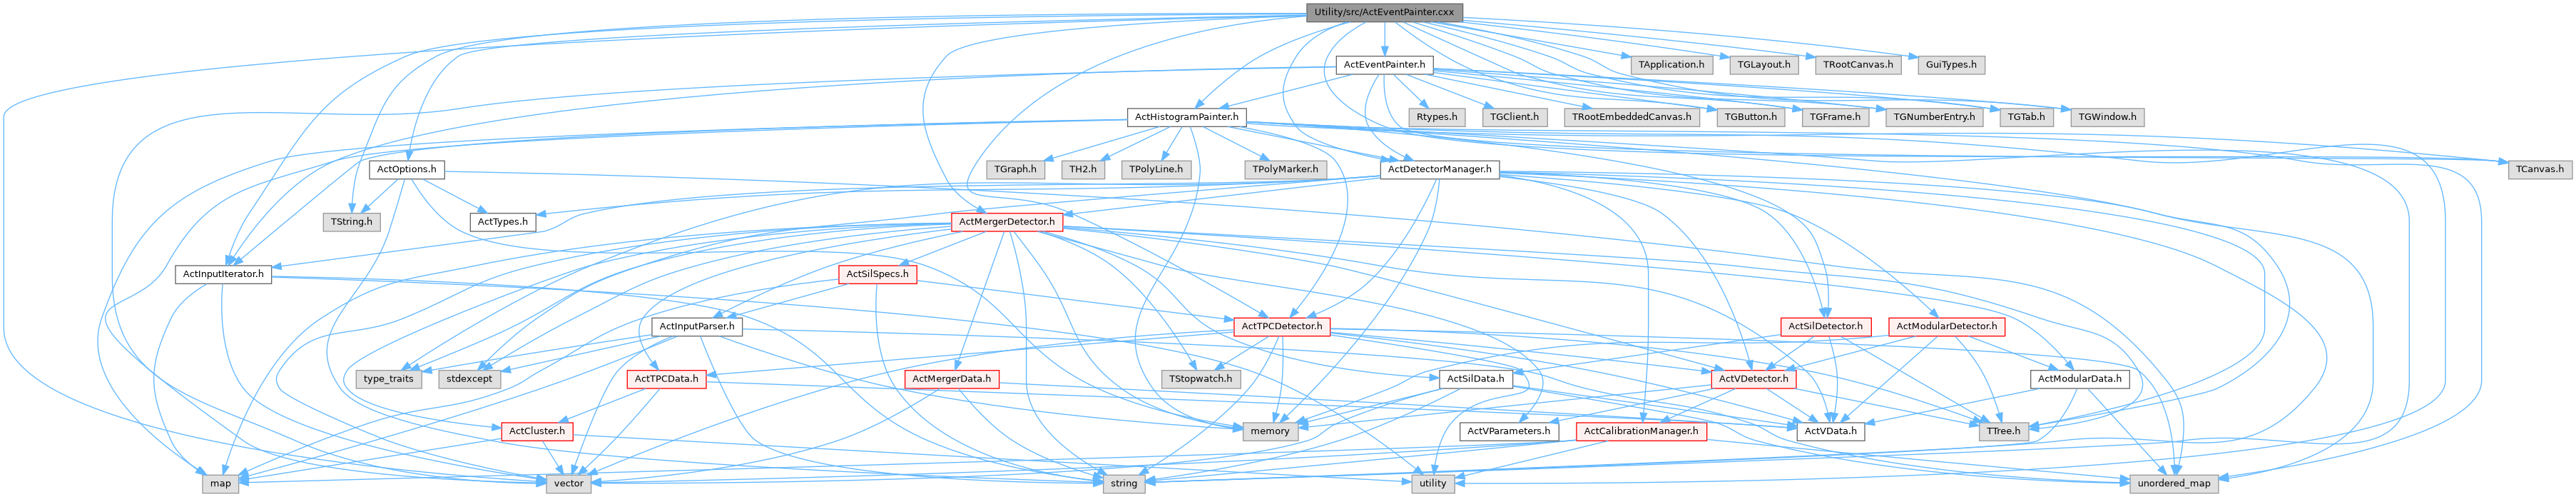 Utility/src/ActEventPainter.cxx
ActEventPainter.h
TApplication.h
TGLayout.h
TRootCanvas.h
GuiTypes.h
ActHistogramPainter.h
Rtypes.h
TGClient.h
TRootEmbeddedCanvas.h
TGButton.h
TGFrame.h
TGNumberEntry.h
TGTab.h
TGWindow.h
ActOptions.h
TGraph.h
TH2.h
TPolyLine.h
TPolyMarker.h
ActDetectorManager.h
TCanvas.h
TString.h
ActTypes.h
ActMergerDetector.h
ActInputIterator.h
ActSilSpecs.h
ActInputParser.h
ActTPCDetector.h
ActSilDetector.h
ActModularDetector.h
type_traits
stdexcept
ActTPCData.h
ActMergerData.h
TStopwatch.h
ActSilData.h
ActVDetector.h
ActModularData.h
ActCluster.h
memory
ActVParameters.h
ActCalibrationManager.h
ActVData.h
TTree.h
map
vector
string
utility
unordered_map